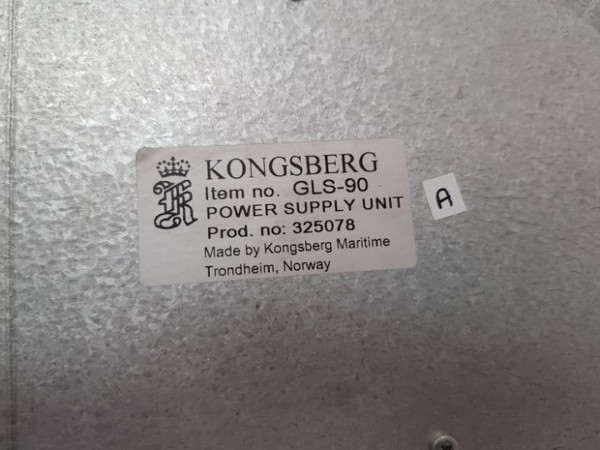 KONGSBERG
Item no. GLS-90
POWER SUPPLY UNIT
Prod. no: 325078
Made by Kongsberg Maritime
Trondheim, Norway
A